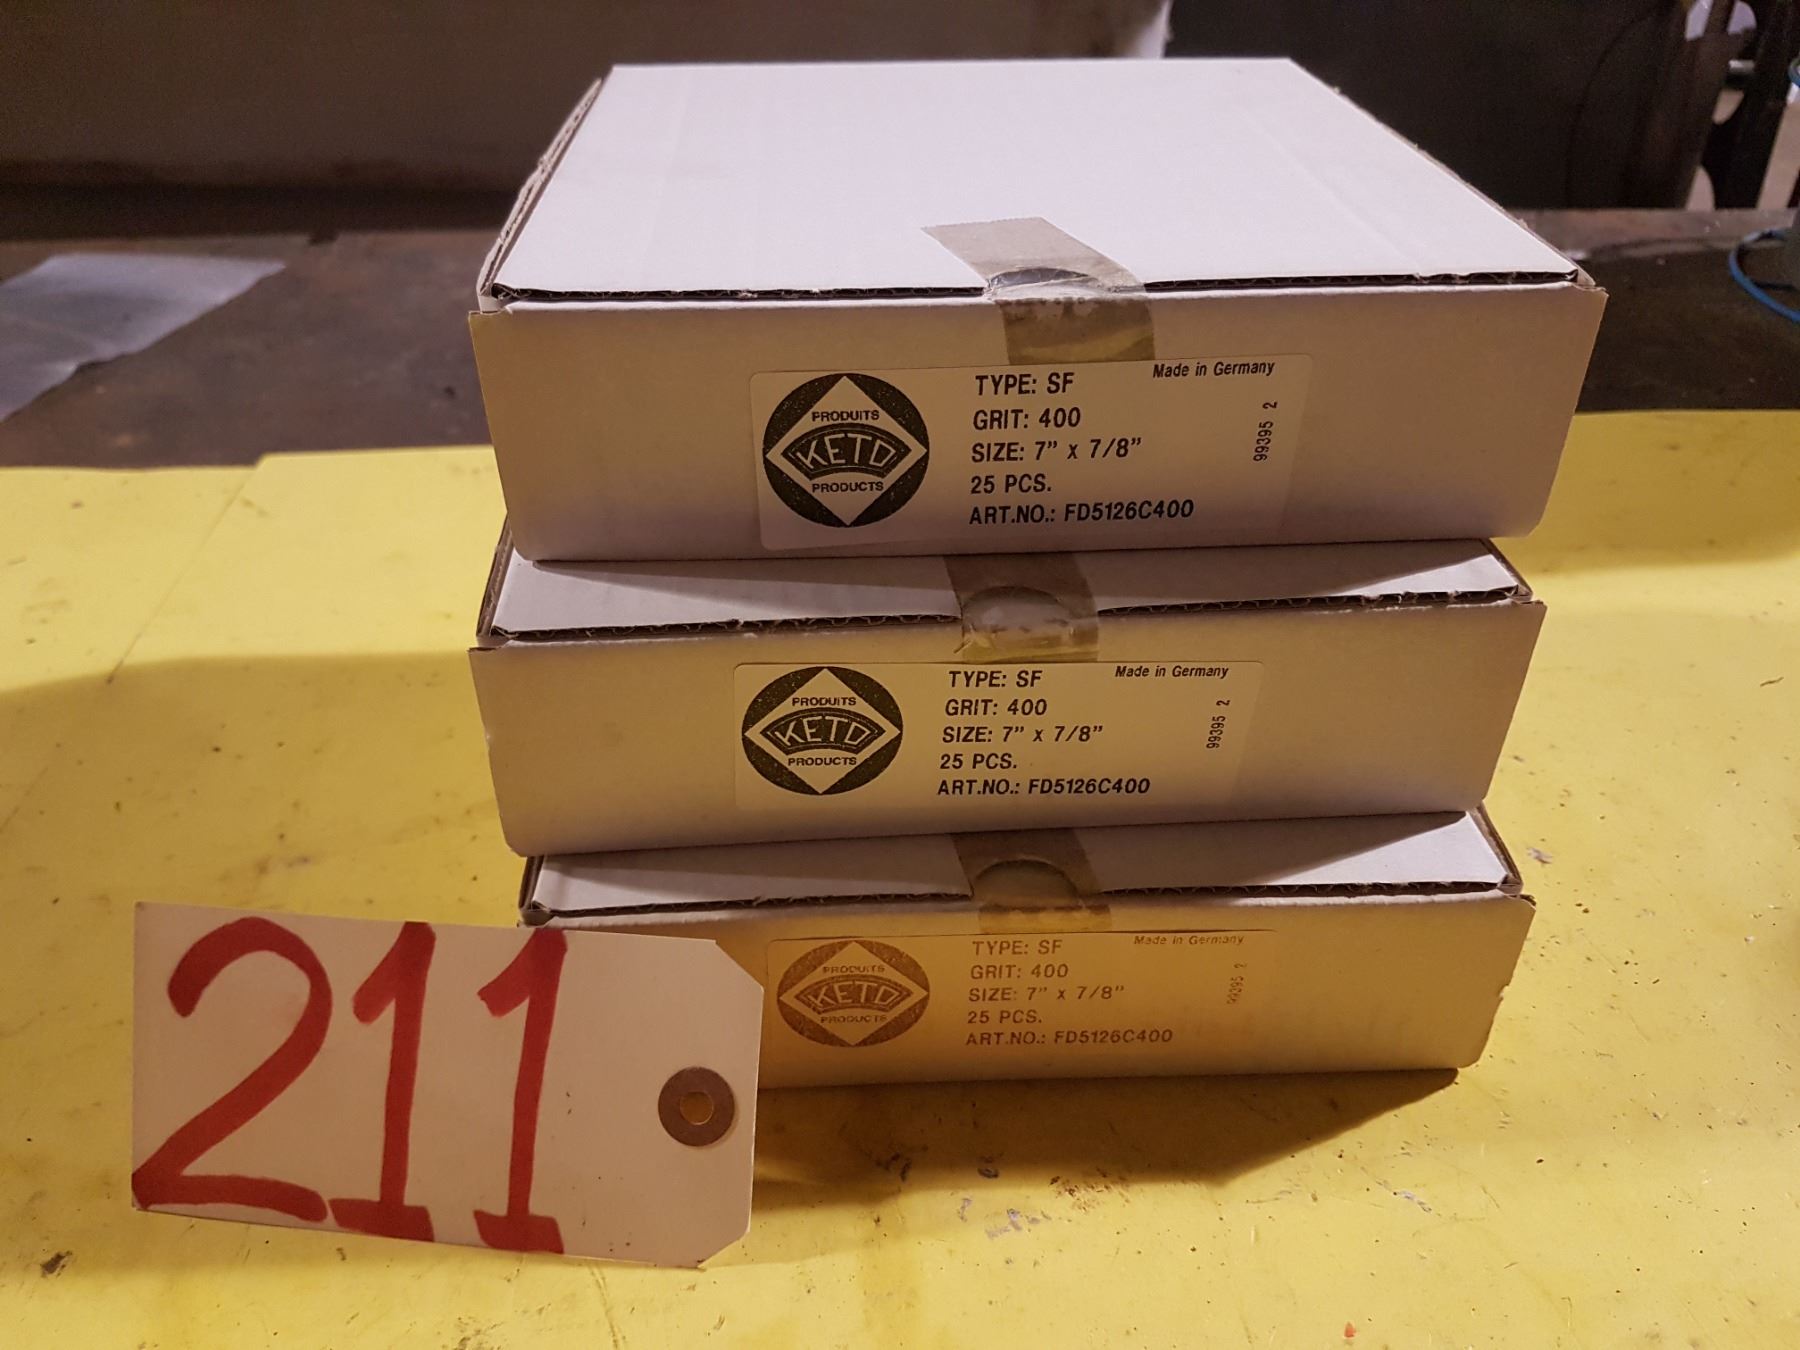 PRODUITS
KETO
PRODUCTS
TYPE: SF
Made in Germany
GRIT: 400
SIZE: 7" x 7/8"
25 PCS.
ART.NO.: FD5126C400
99395 2
PRODUITS
KETO
PRODUCTS
TYPE: SF
Made in Germany
GRIT: 400
SIZE: 7" x 7/8"
25 PCS.
ART.NO.: FD5126C400
99395 2
PRODUITS
KETO
PRODUCTS
TYPE: SF
Made in Germany
GRIT: 400
SIZE: 7" x 7/8"
25 PCS.
ART.NO.: FD5126C400
99395 2
211